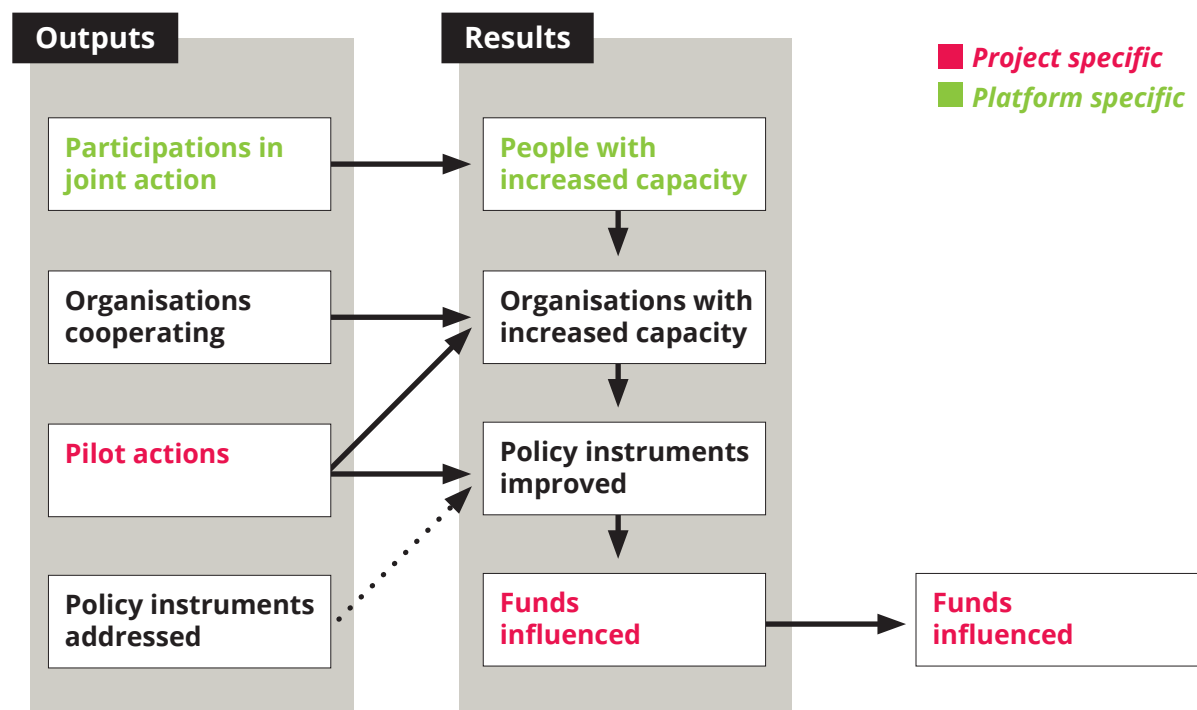 Outputs
Results
Project specific
Platform specific
Participations in
joint action
People with
increased capacity
Organisations
cooperating
Organisations with
increased capacity
Pilot actions
Policy instruments
improved
Policy instruments
addressed
Funds
influenced
Funds
influenced